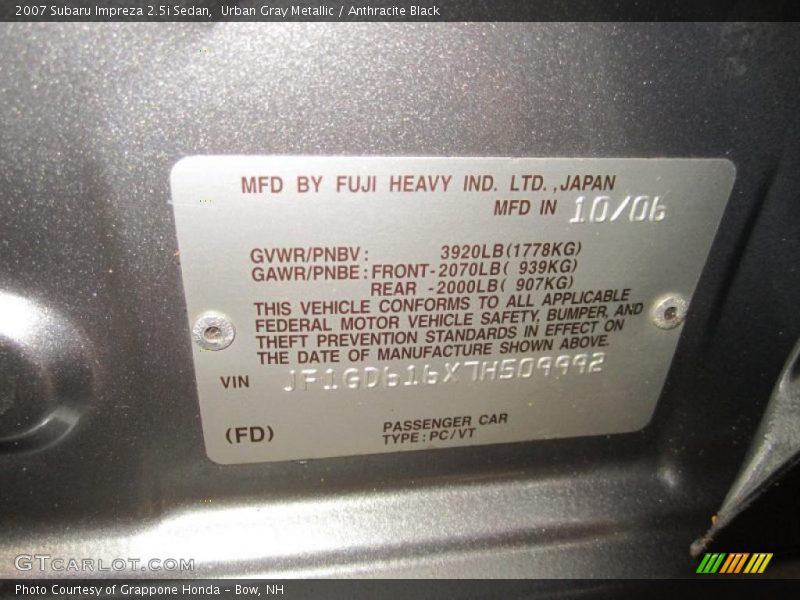 2007 Subaru Impreza 2.5i Sedan,  Urban Gray Metallic / Anthracite Black
MFD BY FUJI HEAVY IND. LTD.,JAPAN
MFD IN 10/06
GVWR/PNBV: 3920LB(1778KG)
GAWR/PNBE:FRONT-2070LB( 939KG)
REAR -2000LB( 907KG)
THIS VEHICLE CONFORMS TO ALL APPLICABLE
FEDERAL MOTOR VEHICLE SAFETY, BUMPER, AND
THEFT PREVENTION STANDARDS IN EFFECT ON
THE DATE OF MANUFACTURE SHOWN ABOVE.
VIN JF1GD616X7H509992
(FD) PASSENGER CAR
TYPE:PC/VT
GTCARLOT.COM
Photo Courtesy of Grappone Honda - Bow, NH